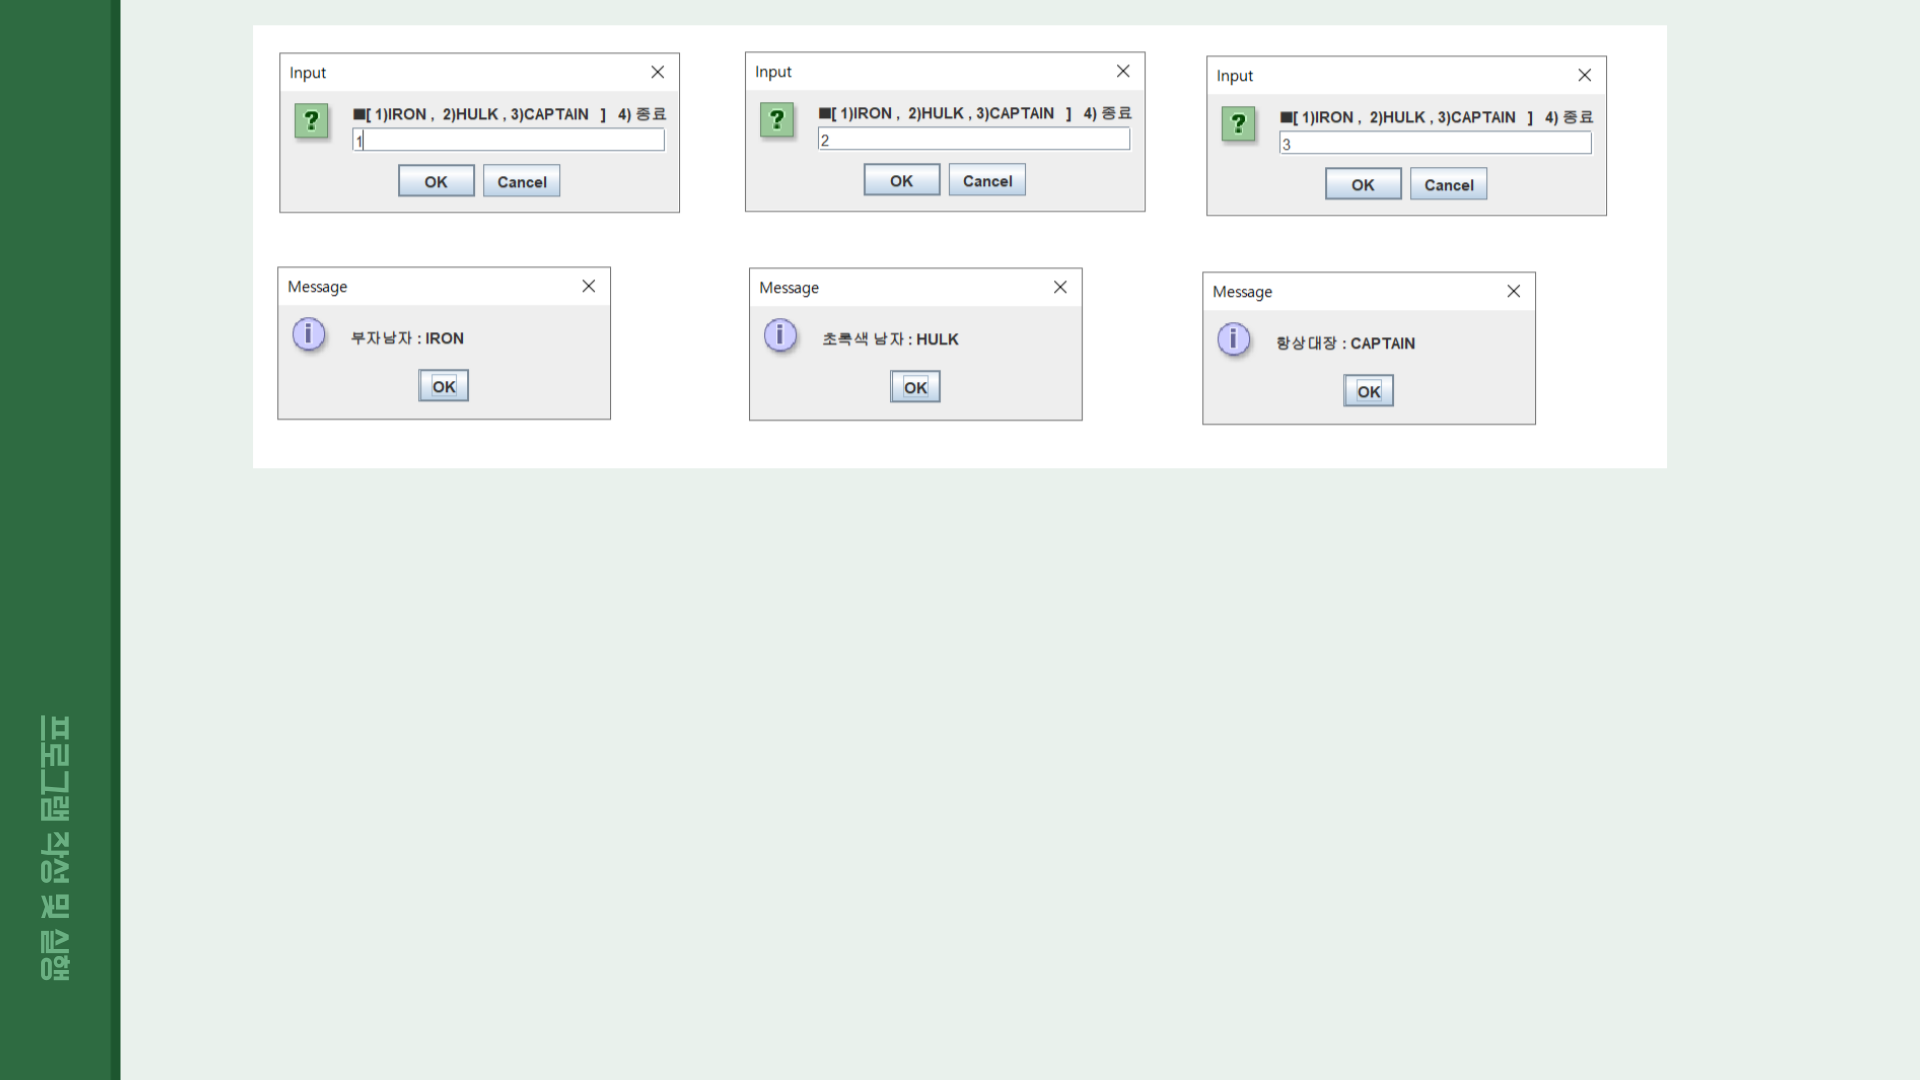 Input
■[ 1)IRON , 2)HULK , 3)CAPTAIN ] 4) 종료
1
OK Cancel
Input
■[ 1)IRON , 2)HULK , 3)CAPTAIN ] 4) 종료
2
OK Cancel
Input
■[ 1)IRON , 2)HULK , 3)CAPTAIN ] 4) 종료
3
OK Cancel
Message
부자남자 : IRON
OK
Message
초록색 남자 : HULK
OK
Message
항상대장 : CAPTAIN
OK
프로그램 작성 및 실행